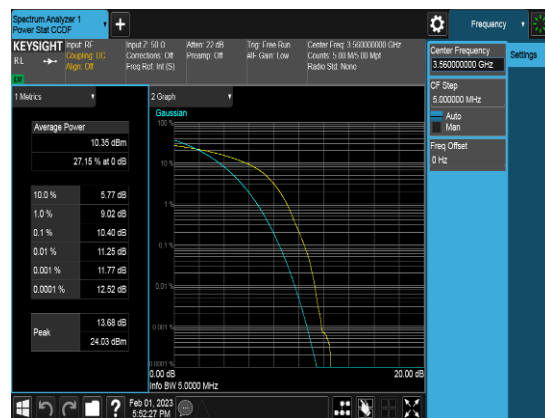 Spectrum Analyzer 1
Power Stat CCDF
+
Frequency
KEYSIGHT
RL
Input: RF
Coupling: DC
Align: Off
Input Z: 50 Ω
Corrections: Off
Freq Ref: Int (S)
Atten: 22 dB
Preamp: Off
Trig: Free Run
#IF Gain: Low
Center Freq: 3.560000000 GHz
Counts: 5.00 M/5.00 Mpt
Radio Std: None
Center Frequency
3.560000000 GHz
Settings
CF Step
5.000000 MHz
Auto
Man
Freq Offset
0 Hz
1 Metrics
Average Power
10.35 dBm
27.15 % at 0 dB
10.0 % 5.77 dB
1.0 % 9.02 dB
0.1 % 10.40 dB
0.01 % 11.25 dB
0.001 % 11.77 dB
0.0001 % 12.52 dB
Peak
13.68 dB
24.03 dBm
2 Graph
Gaussian
100 %
10 %
1 %
0.1 %
0.01 %
0.001 %
0.0001 %
0.00 dB 20.00 dB
Info BW 5.0000 MHz
?
Feb 01, 2023
5:52:27 PM